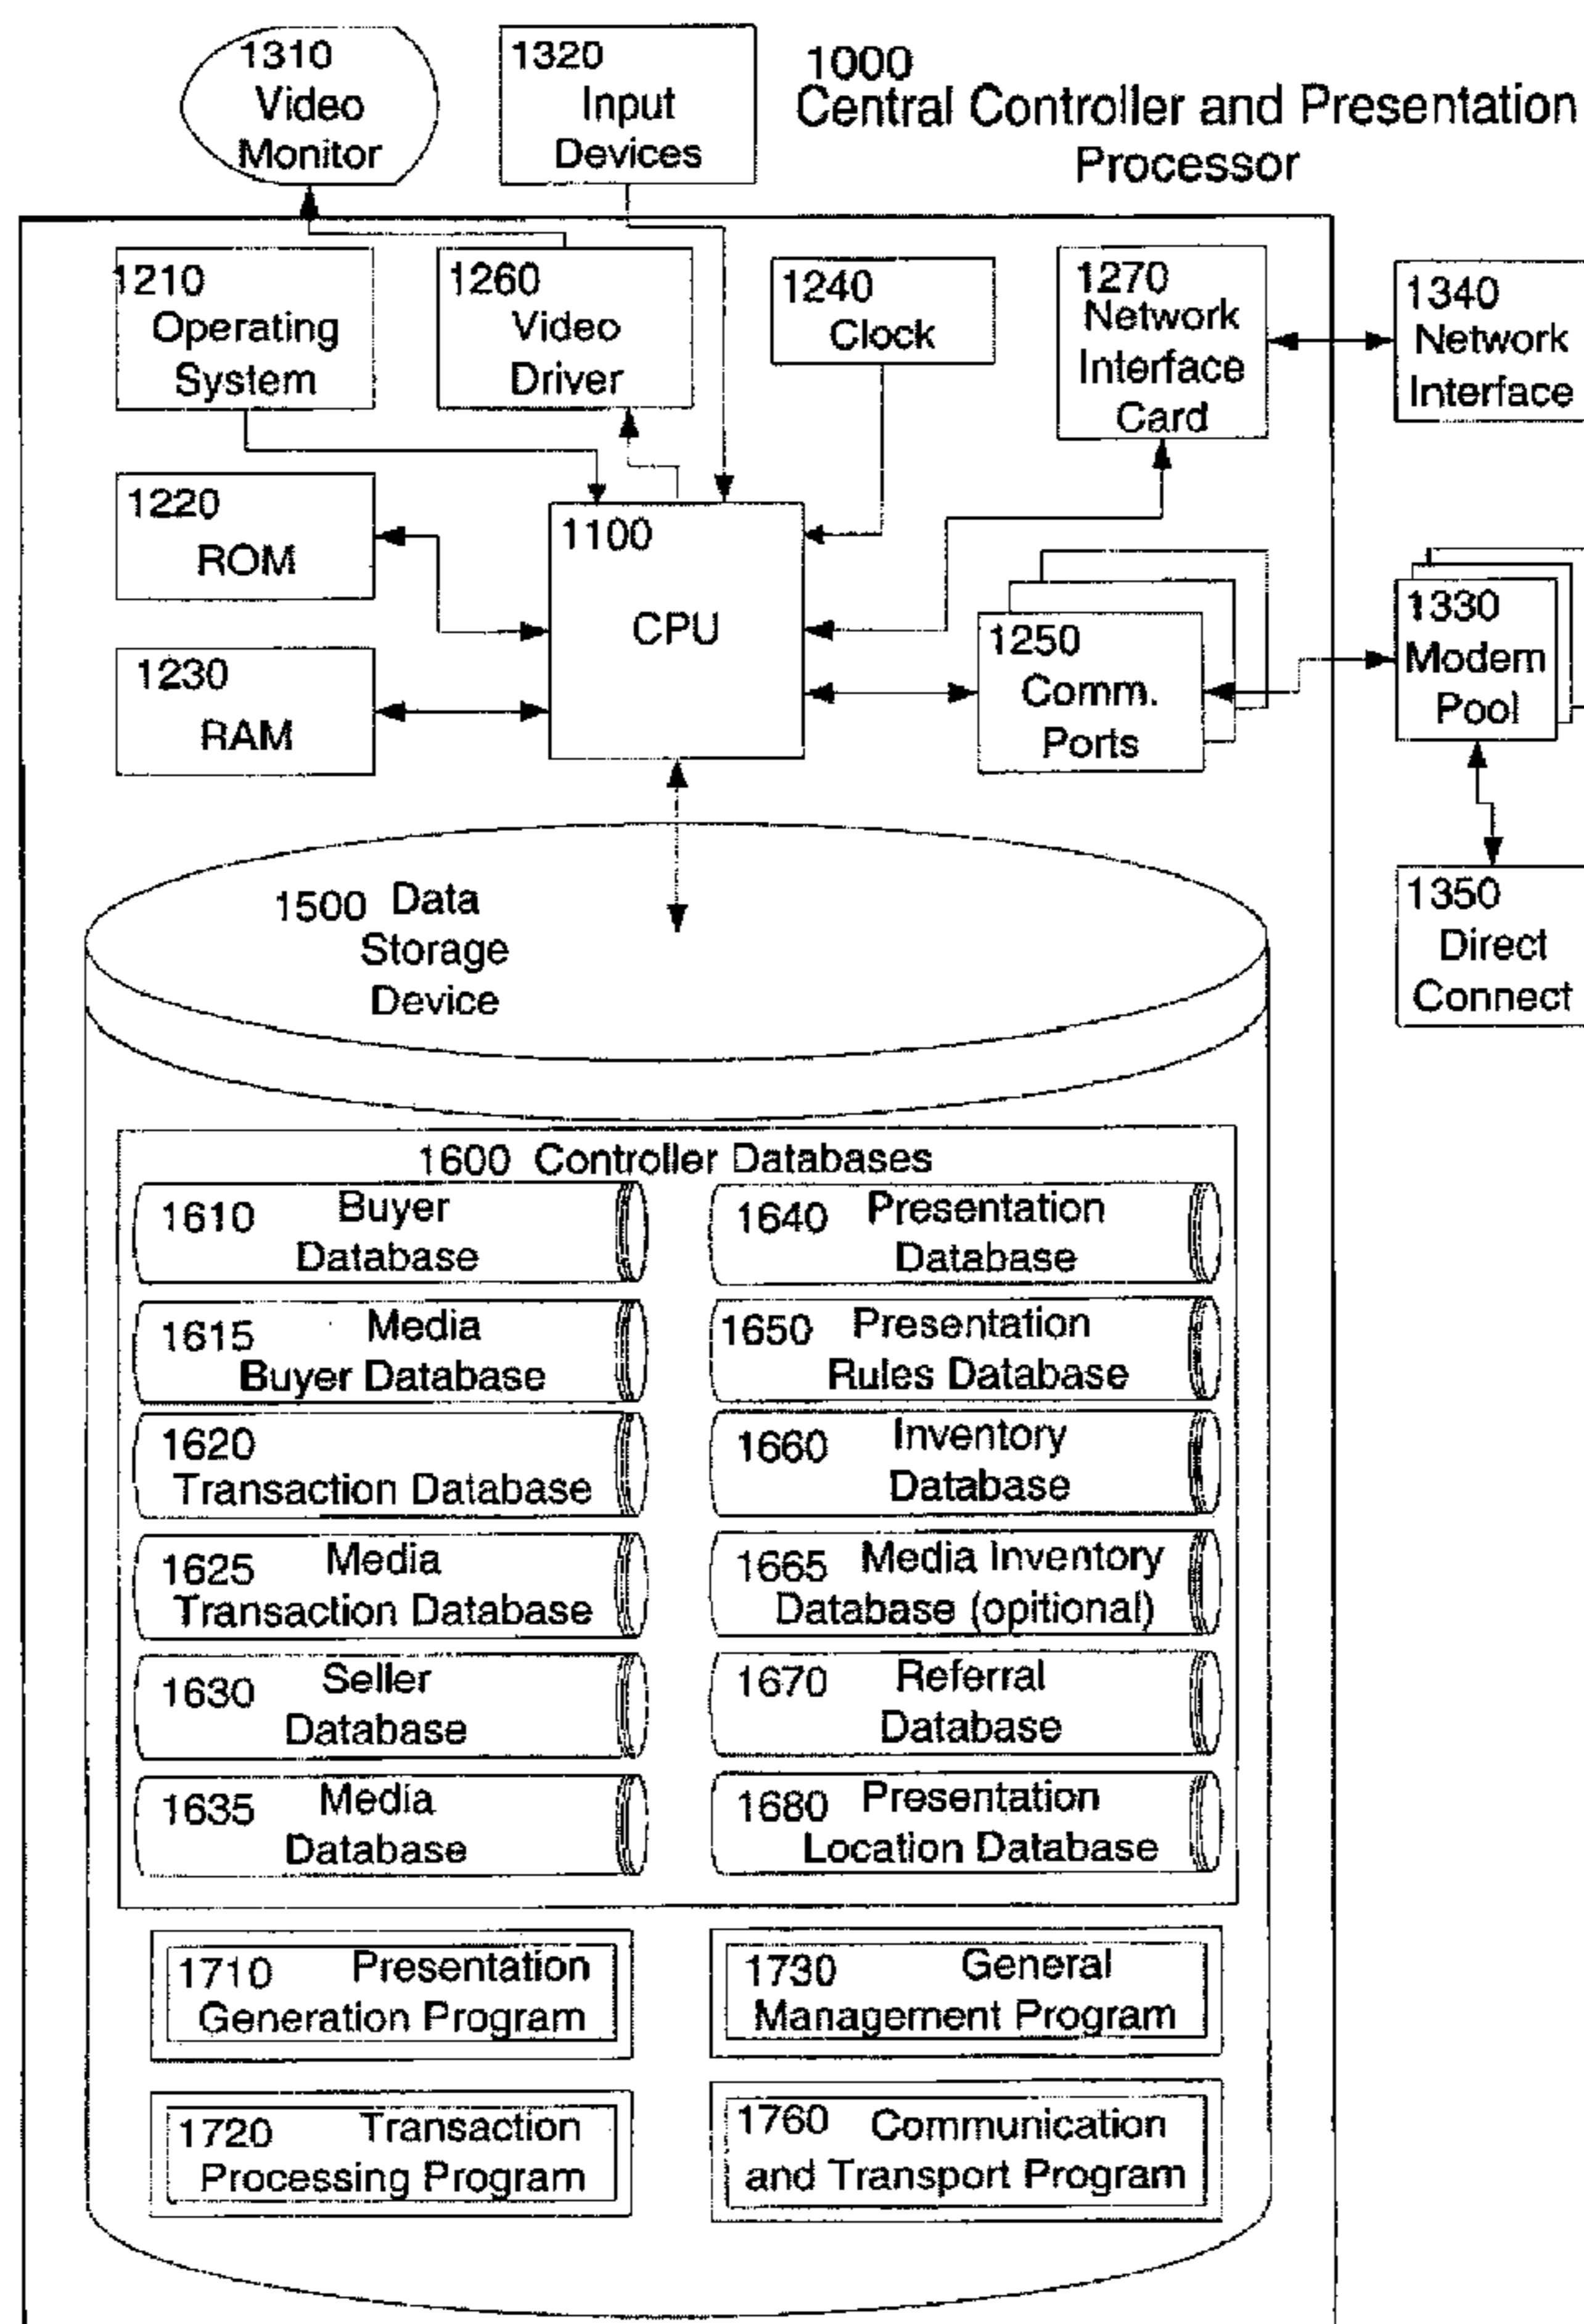 1310
Video
Monitor
1320
Input
Devices
1000
Central Controller and Presentation
Processor
1210
Operating
System
1260
Video
Driver
1240
Clock
1270
Network
Interface
Card
1340
Network
Interface
1220
ROM
1100
CPU
1230
RAM
1250
Comm.
Ports
1330
Modem
Pool
1350
Direct
Connect
1500 Data
Storage
Device
1600 Controller Databases
1610 Buyer
Database
1640 Presentation
Database
1615 Media
Buyer Database
1650 Presentation
Rules Database
1620
Transaction Database
1660 Inventory
Database
1625 Media
Transaction Database
1665 Media Inventory
Database (opitional)
1630 Seller
Database
1670 Referral
Database
1635 Media
Database
1680 Presentation
Location Database
1710 Presentation
Generation Program
1730 General
Management Program
1720 Transaction
Processing Program
1760 Communication
and Transport Program